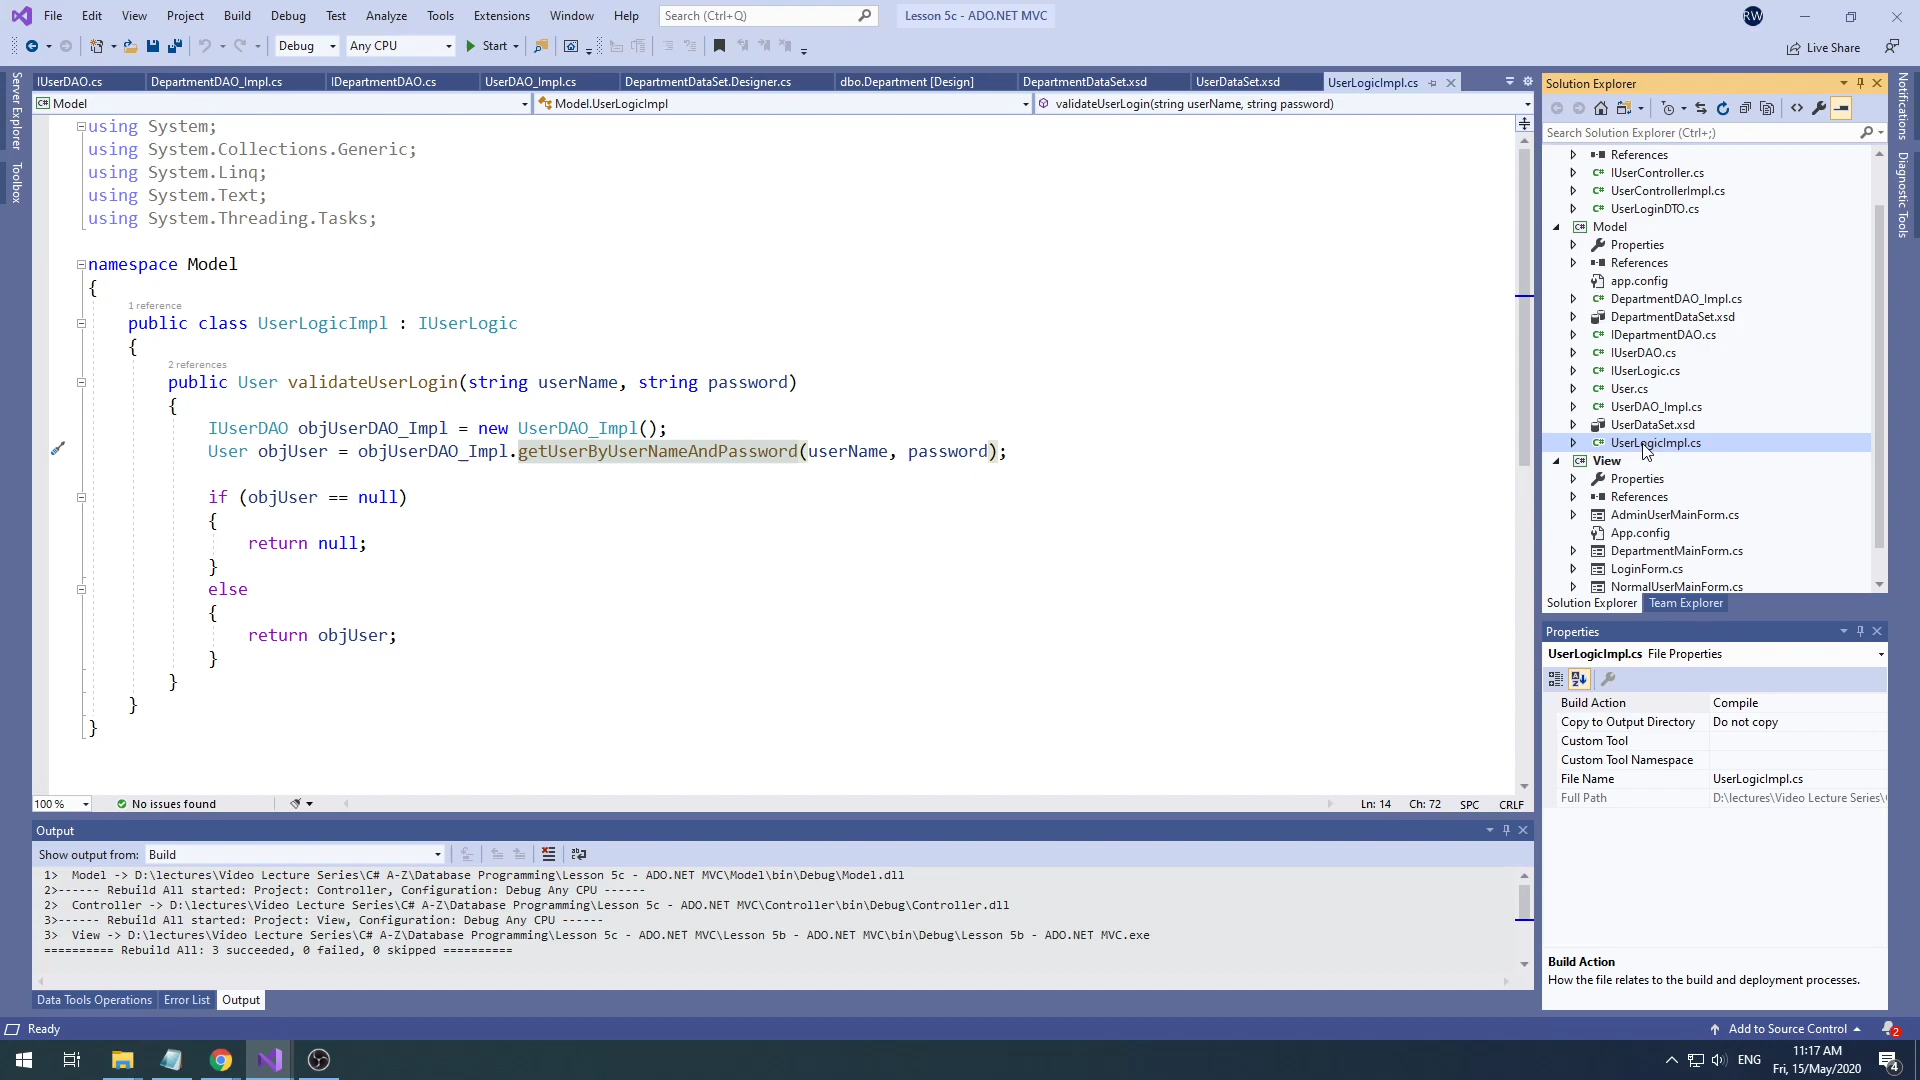 File Edit View Project Build Debug Test Analyze Tools Extensions Window Help Search (Ctrl+Q) Lesson 5c - ADO.NET MVC RW
Debug Any CPU Start Live Share
IUserDAO.cs DepartmentDAO_Impl.cs IDepartmentDAO.cs UserDAO_Impl.cs DepartmentDataSet.Designer.cs dbo.Department [Design] DepartmentDataSet.xsd UserDataSet.xsd UserLogicImpl.cs
Model Model.UserLogicImpl validateUserLogin(string userName, string password)
Server Explorer
Toolbox
using System;
using System.Collections.Generic;
using System.Linq;
using System.Text;
using System.Threading.Tasks;
namespace Model
{
1 reference
public class UserLogicImpl : IUserLogic
{
2 references
public User validateUserLogin(string userName, string password)
{
IUserDAO objUserDAO_Impl = new UserDAO_Impl();
User objUser = objUserDAO_Impl.getUserByUserNameAndPassword(userName, password);
if (objUser == null)
{
return null;
}
else
{
return objUser;
}
}
}
}
100 % No issues found Ln: 14 Ch: 72 SPC CRLF
Output
Show output from: Build
1> Model -> D:\lectures\Video Lecture Series\C# A-Z\Database Programming\Lesson 5c - ADO.NET MVC\Model\bin\Debug\Model.dll
2>------ Rebuild All started: Project: Controller, Configuration: Debug Any CPU ------
2> Controller -> D:\lectures\Video Lecture Series\C# A-Z\Database Programming\Lesson 5c - ADO.NET MVC\Controller\bin\Debug\Controller.dll
3>------ Rebuild All started: Project: View, Configuration: Debug Any CPU ------
3> View -> D:\lectures\Video Lecture Series\C# A-Z\Database Programming\Lesson 5c - ADO.NET MVC\Lesson 5b - ADO.NET MVC\bin\Debug\Lesson 5b - ADO.NET MVC.exe
========== Rebuild All: 3 succeeded, 0 failed, 0 skipped ==========
Data Tools Operations Error List Output
Solution Explorer
Search Solution Explorer (Ctrl+;)
References
C# IUserController.cs
C# UserControllerImpl.cs
C# UserLoginDTO.cs
C# Model
Properties
References
app.config
C# DepartmentDAO_Impl.cs
DepartmentDataSet.xsd
C# IDepartmentDAO.cs
C# IUserDAO.cs
C# IUserLogic.cs
C# User.cs
C# UserDAO_Impl.cs
UserDataSet.xsd
C# UserLogicImpl.cs
C# View
Properties
References
AdminUserMainForm.cs
App.config
DepartmentMainForm.cs
LoginForm.cs
NormalUserMainForm.cs
Solution Explorer Team Explorer
Properties
UserLogicImpl.cs File Properties
Build Action Compile
Copy to Output Directory Do not copy
Custom Tool
Custom Tool Namespace
File Name UserLogicImpl.cs
Full Path D:\lectures\Video Lecture Series\
Build Action
How the file relates to the build and deployment processes.
Notifications
Diagnostic Tools
Ready Add to Source Control 2
ENG 11:17 AM
Fri, 15/May/2020 4